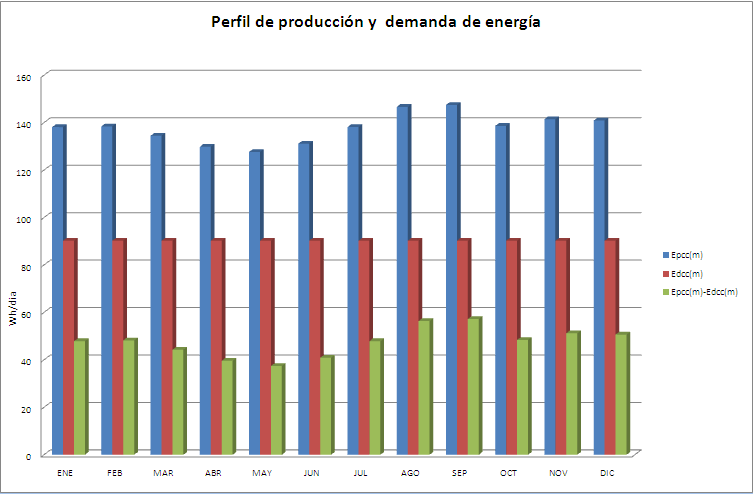 Perfil de producción y demanda de energía
160
140
120
100
80
60
40
20
0
Wh/dia
ENE FEB MAR ABR MAY JUN JUL AGO SEP OCT NOV DIC
Epcc(m)
Edcc(m)
Epcc(m)-Edcc(m)